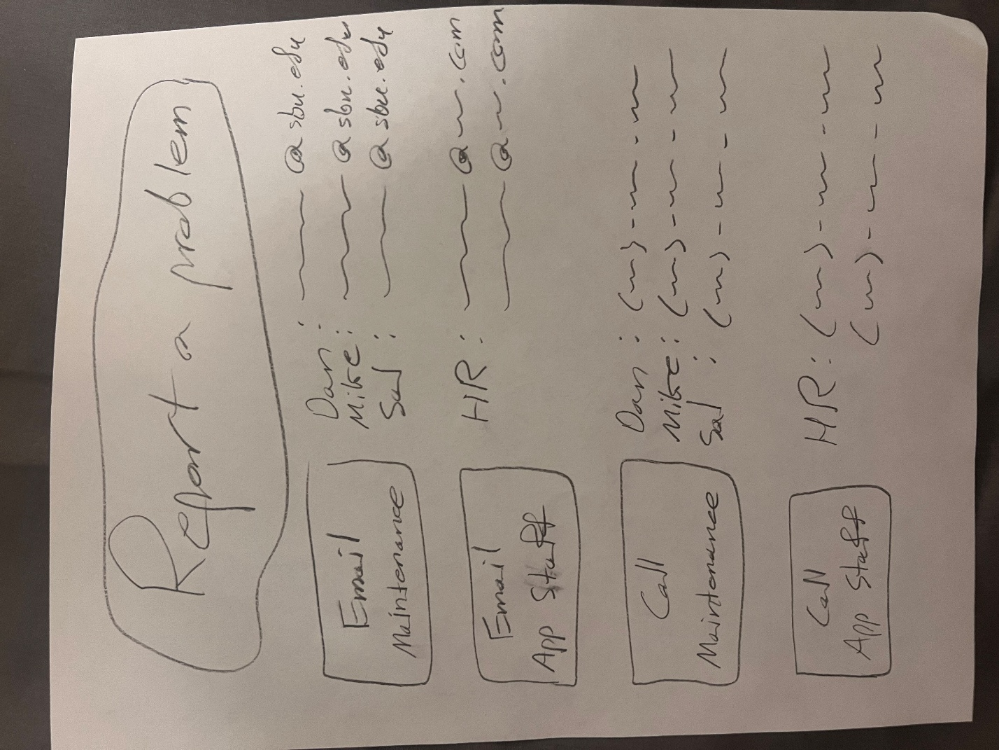 Report a problem
Email
Maintenance
Dan: @sbu.edu
Mike: @sbu.edu
Sal: @sbu.edu
Email
App Staff
HR: @ .com
@ .com
Call
Maintenance
Dan: ( ) - -
Mike: ( ) - -
Sal: ( ) - -
Call
App Staff
HR: ( ) - -
( ) - -